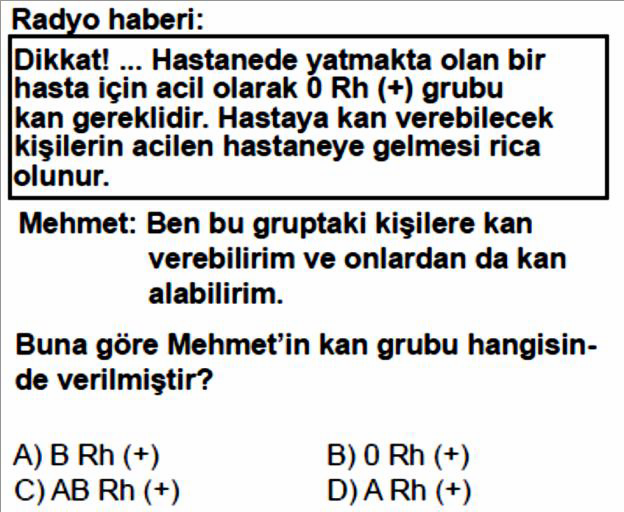 Radyo haberi:
Dikkat! ... Hastanede yatmakta olan bir
hasta için acil olarak 0 Rh (+) grubu
kan gereklidir. Hastaya kan verebilecek
kişilerin acilen hastaneye gelmesi rica
olunur.
Mehmet: Ben bu gruptaki kişilere kan
verebilirim ve onlardan da kan
alabilirim.
Buna göre Mehmet’in kan grubu hangisin-
de verilmiştir?
A) B Rh (+) B) 0 Rh (+)
C) AB Rh (+) D) A Rh (+)